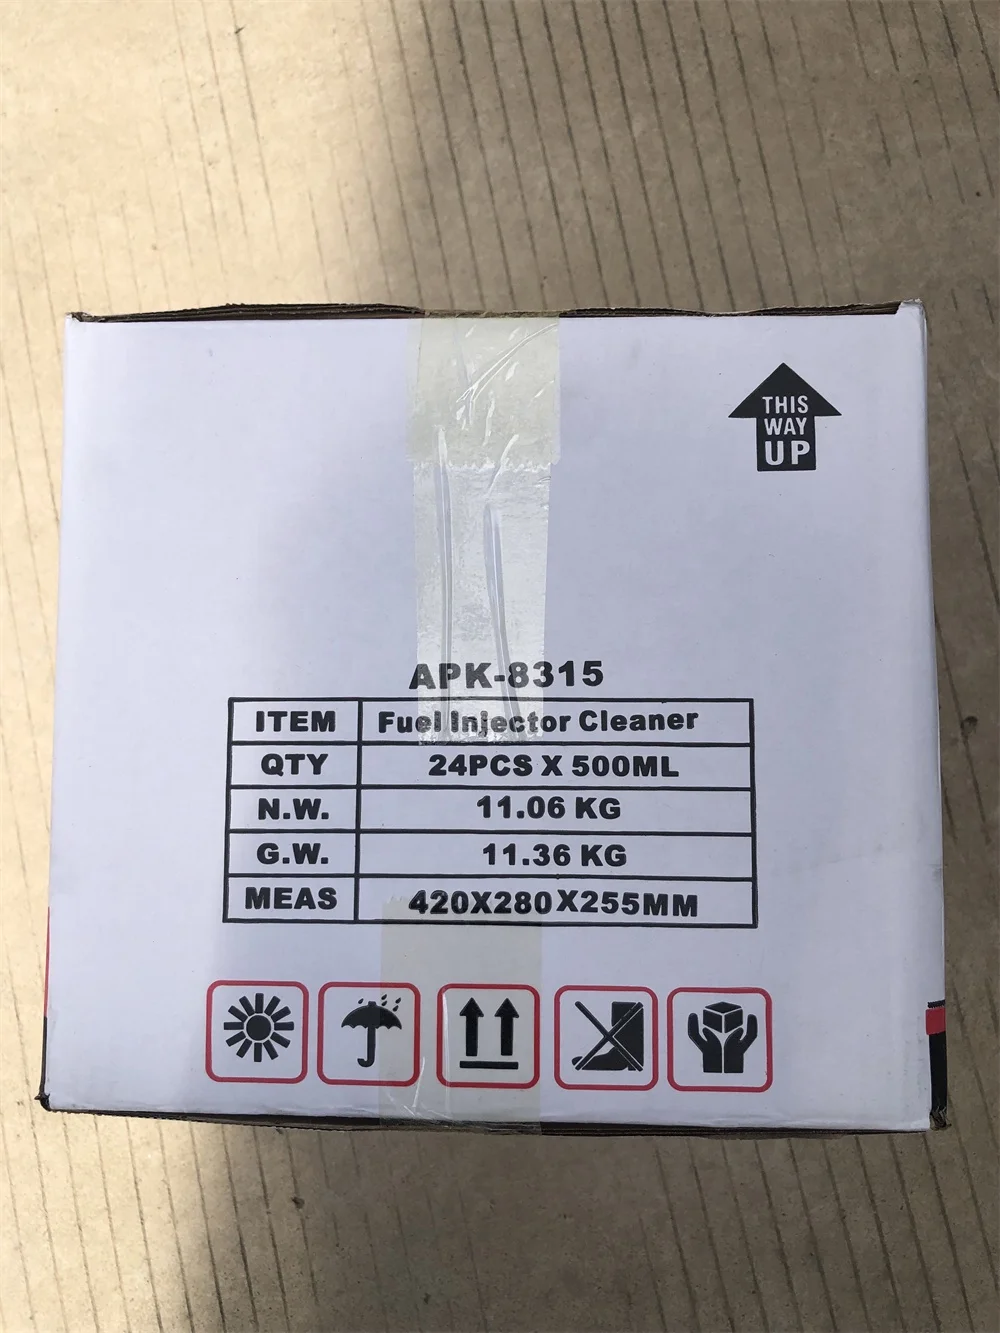 THIS
WAY
UP
APK-8315
ITEM Fuel Injector Cleaner
QTY 24PCS X 500ML
N.W. 11.06 KG
G.W. 11.36 KG
MEAS 420X280X255MM